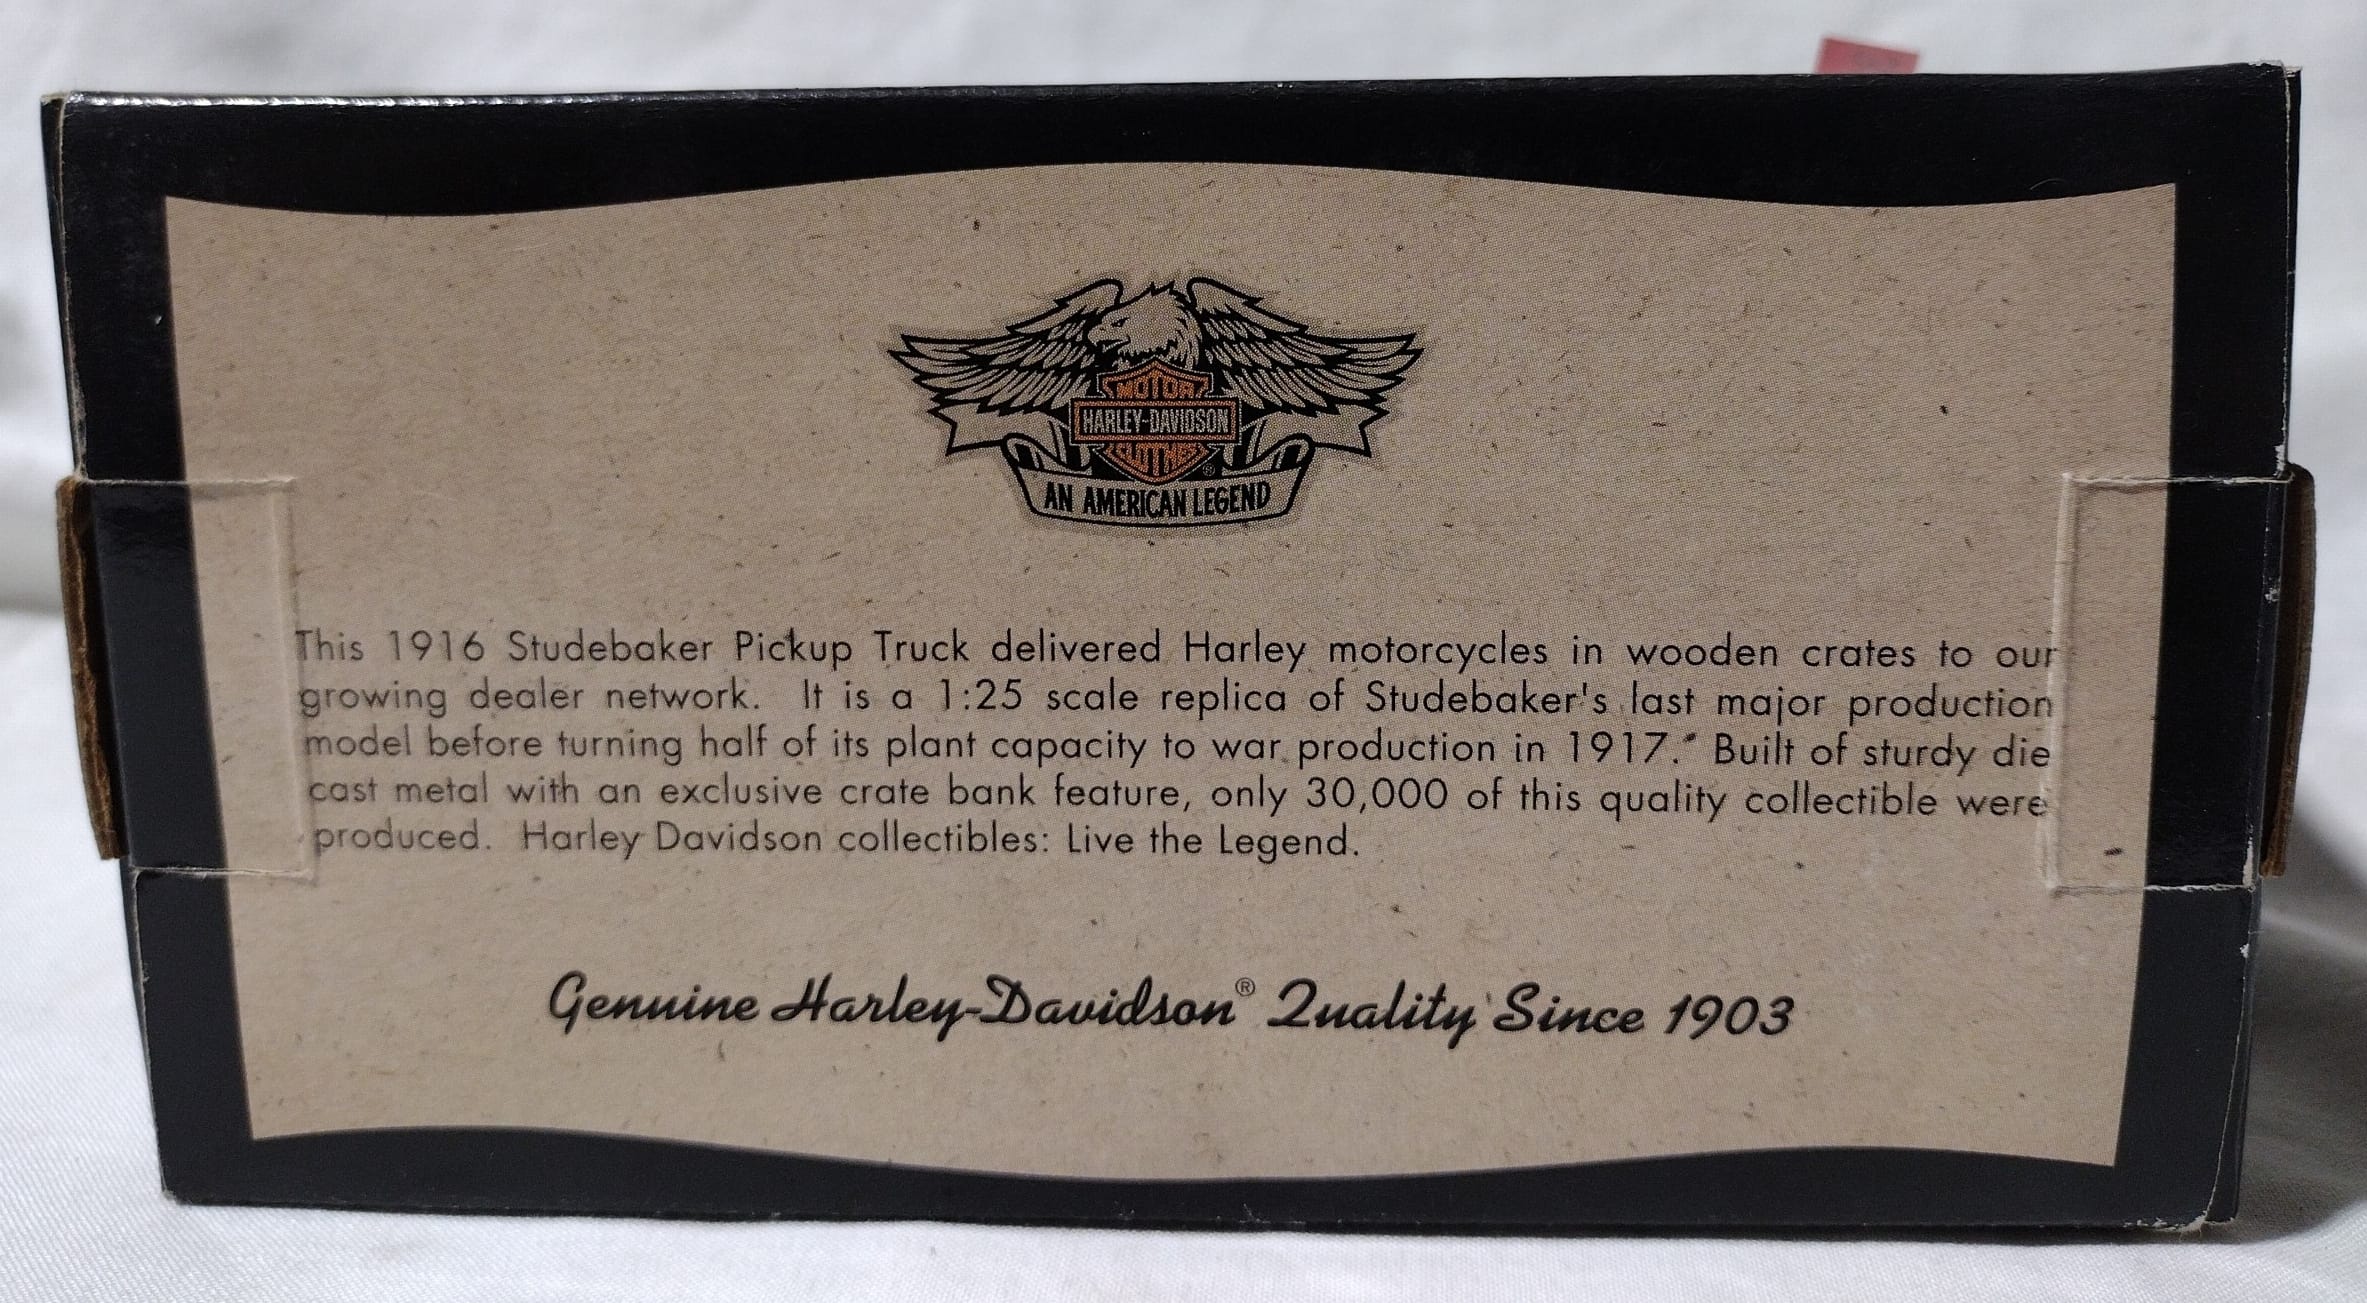 MOTOR
HARLEY-DAVIDSON
CLOTHES ®
AN AMERICAN LEGEND
This 1916 Studebaker Pickup Truck delivered Harley motorcycles in wooden crates to our
growing dealer network. It is a 1:25 scale replica of Studebaker's last major production
model before turning half of its plant capacity to war production in 1917. Built of sturdy die
cast metal with an exclusive crate bank feature, only 30,000 of this quality collectible were
produced. Harley Davidson collectibles: Live the Legend.
Genuine Harley-Davidson® Quality Since 1903